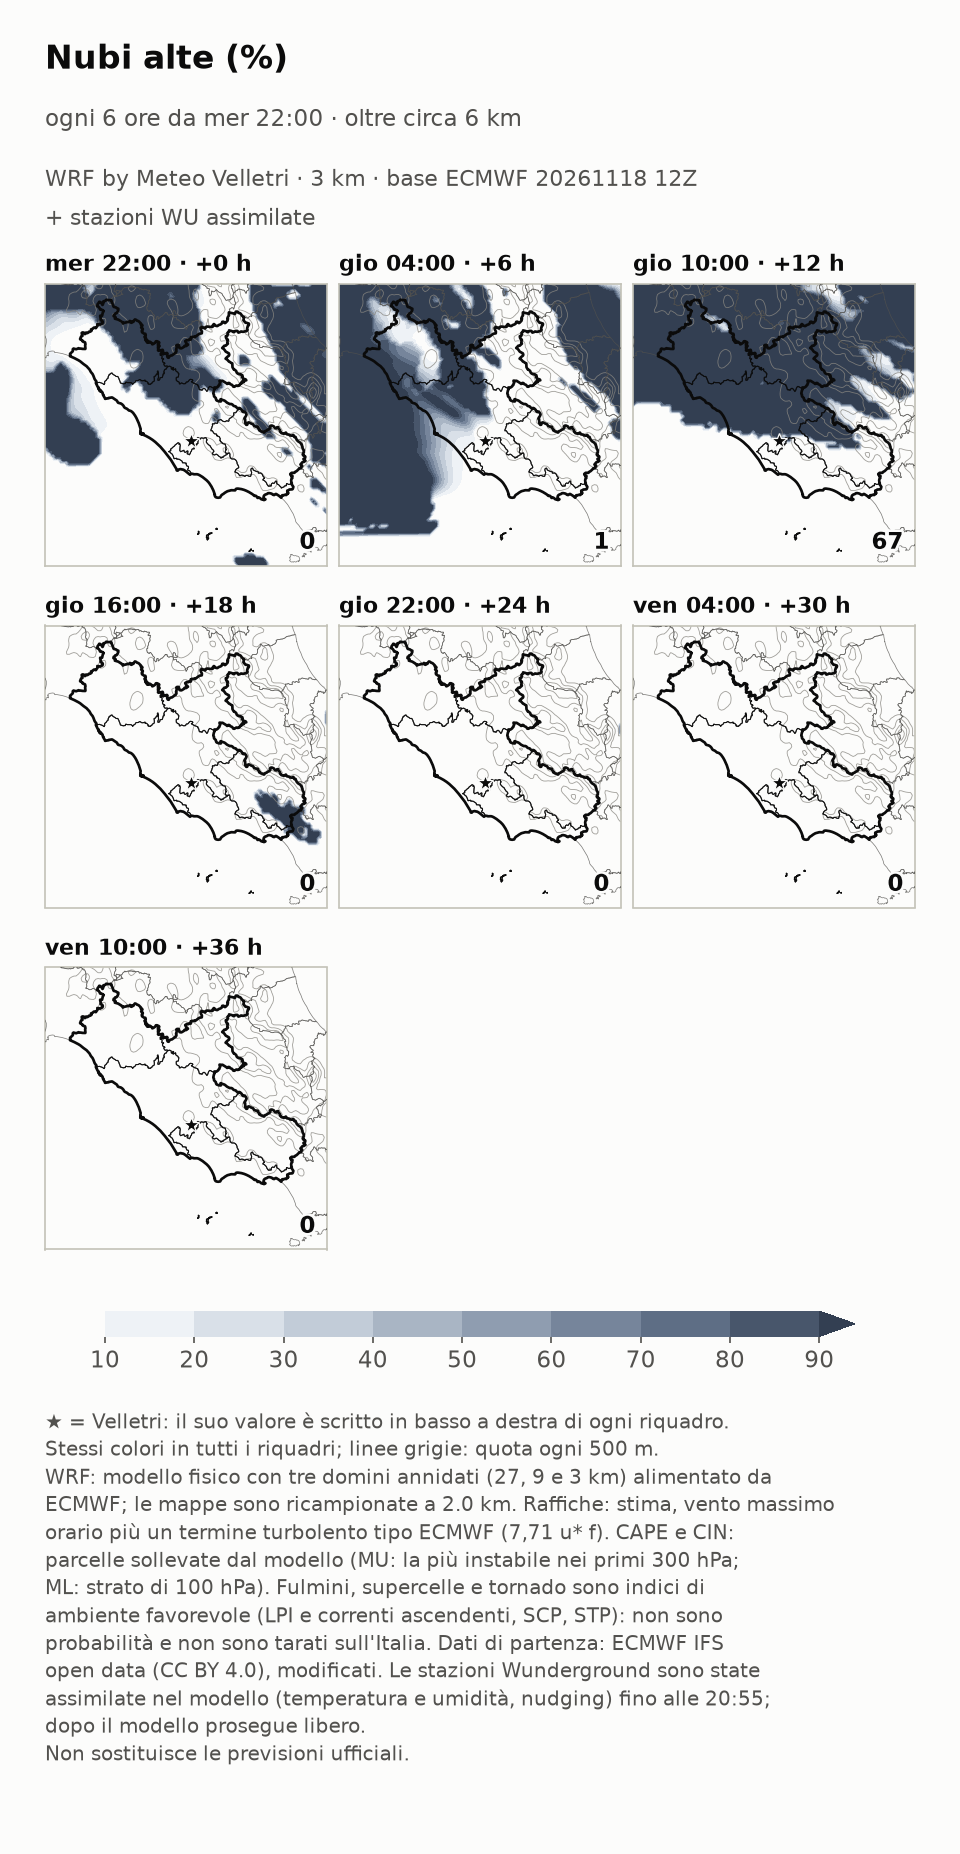 Nubi alte (%)
ogni 6 ore da mer 22:00 · oltre circa 6 km
WRF by Meteo Velletri · 3 km · base ECMWF 20261118 12Z
+ stazioni WU assimilate
mer 22:00 · +0 h
gio 04:00 · +6 h
gio 10:00 · +12 h
0
1
67
gio 16:00 · +18 h
gio 22:00 · +24 h
ven 04:00 · +30 h
0
0
0
ven 10:00 · +36 h
0
10 20 30 40 50 60 70 80 90
★ = Velletri: il suo valore è scritto in basso a destra di ogni riquadro.
Stessi colori in tutti i riquadri; linee grigie: quota ogni 500 m.
WRF: modello fisico con tre domini annidati (27, 9 e 3 km) alimentato da
ECMWF; le mappe sono ricampionate a 2.0 km. Raffiche: stima, vento massimo
orario più un termine turbolento tipo ECMWF (7,71 u* f). CAPE e CIN:
parcelle sollevate dal modello (MU: la più instabile nei primi 300 hPa;
ML: strato di 100 hPa). Fulmini, supercelle e tornado sono indici di
ambiente favorevole (LPI e correnti ascendenti, SCP, STP): non sono
probabilità e non sono tarati sull'Italia. Dati di partenza: ECMWF IFS
open data (CC BY 4.0), modificati. Le stazioni Wunderground sono state
assimilate nel modello (temperatura e umidità, nudging) fino alle 20:55;
dopo il modello prosegue libero.
Non sostituisce le previsioni ufficiali.